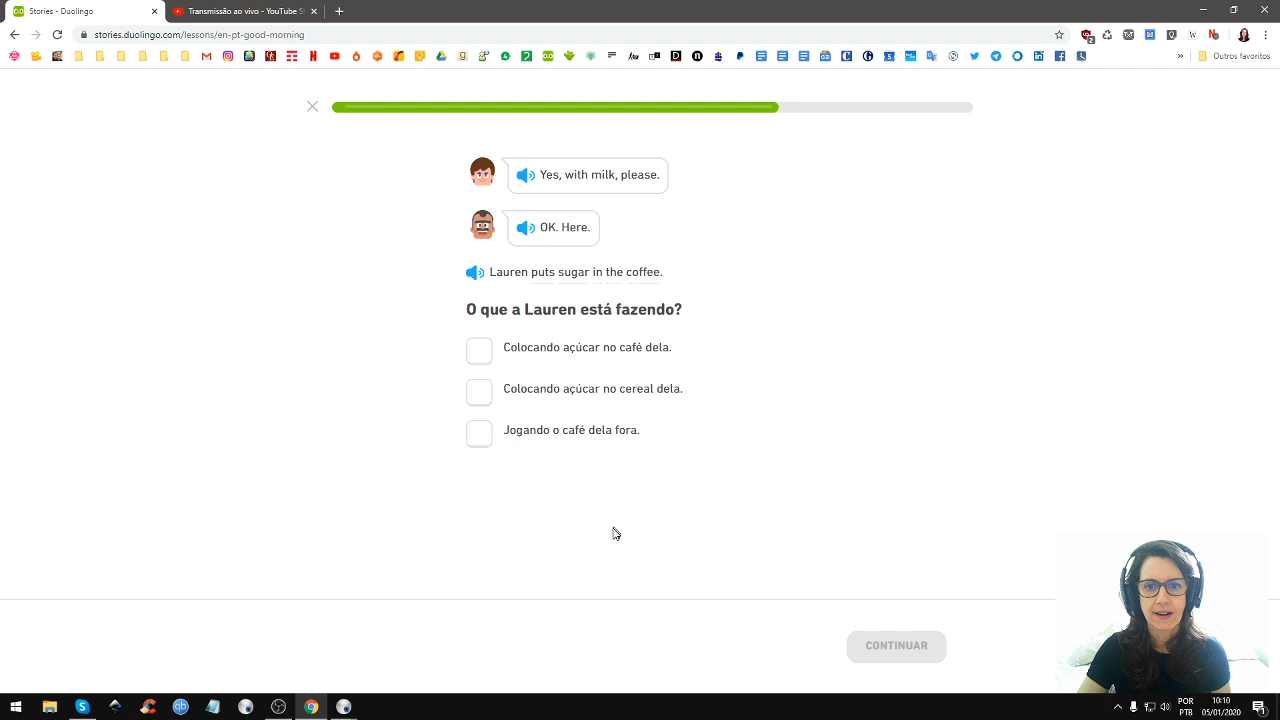 Stories - Duolingo
Transmissão ao vivo - YouTube S
stories.duolingo.com/lessons/en-pt-good-morning
Outros favoritos
Yes, with milk, please.
OK. Here.
Lauren puts sugar in the coffee.
O que a Lauren está fazendo?
Colocando açúcar no café dela.
Colocando açúcar no cereal dela.
Jogando o café dela fora.
CONTINUAR
POR
PTB
10:10
05/01/2020